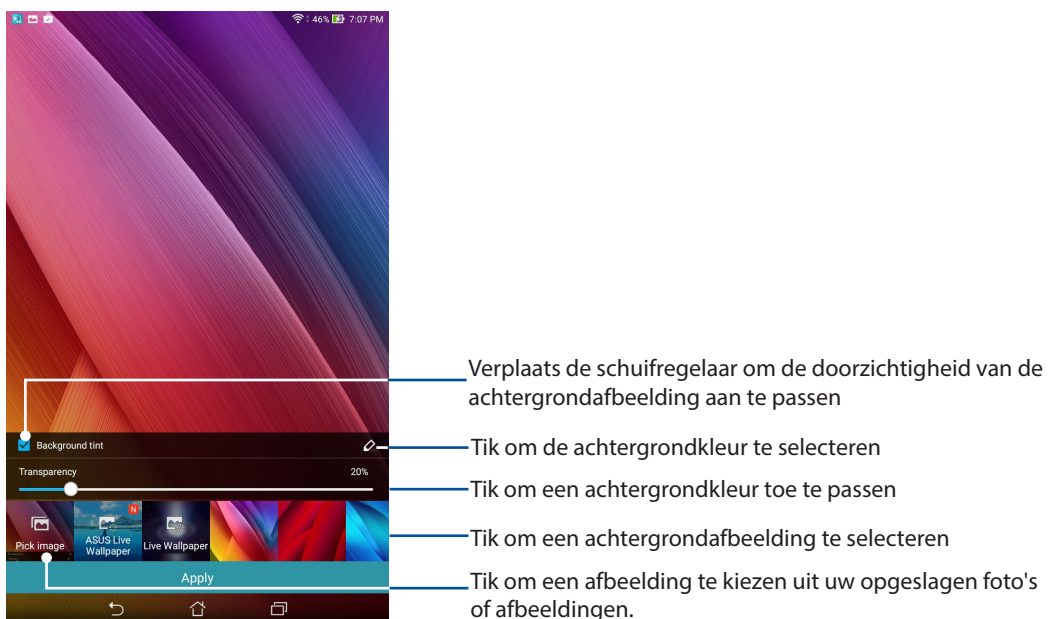 46% 7:07 PM
Verplaats de schuifregelaar om de doorzichtigheid van de
achtergrondafbeelding aan te passen
Background tint
Tik om de achtergrondkleur te selecteren
Transparency 20%
Tik om een achtergrondkleur toe te passen
N
Pick image
ASUS Live
Wallpaper
Live Wallpaper
Tik om een achtergrondafbeelding te selecteren
Apply
Tik om een afbeelding te kiezen uit uw opgeslagen foto's
of afbeeldingen.